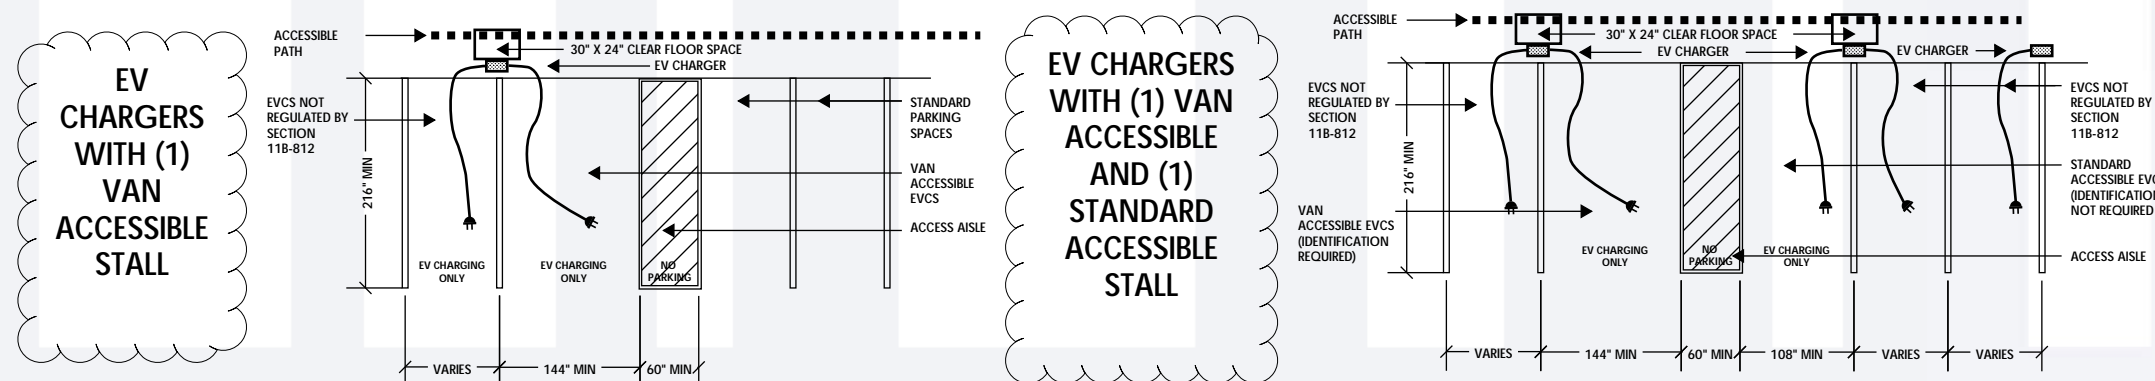 EV
CHARGERS
WITH (1)
VAN
ACCESSIBLE
STALL
ACCESSIBLE
PATH
30" X 24" CLEAR FLOOR SPACE
EV CHARGER
EVCS NOT
REGULATED BY
SECTION
11B-812
216" MIN
STANDARD
PARKING
SPACES
VAN
ACCESSIBLE
EVCS
ACCESS AISLE
EV CHARGING
ONLY
EV CHARGING
ONLY
NO
PARKING
VARIES
144" MIN
60" MIN
EV CHARGERS
WITH (1) VAN
ACCESSIBLE
AND (1)
STANDARD
ACCESSIBLE
STALL
ACCESSIBLE
PATH
30" X 24" CLEAR FLOOR SPACE
EV CHARGER
EV CHARGER
EVCS NOT
REGULATED BY
SECTION
11B-812
216" MIN
VAN
ACCESSIBLE EVCS
(IDENTIFICATION
REQUIRED)
EVCS NOT
REGULATED BY
SECTION
11B-812
STANDARD
ACCESSIBLE EVC
(IDENTIFICATIO
NOT REQUIRED
ACCESS AISLE
EV CHARGING
ONLY
NO
PARKING
EV CHARGING
ONLY
VARIES
144" MIN
60" MIN
108" MIN
VARIES
VARIES